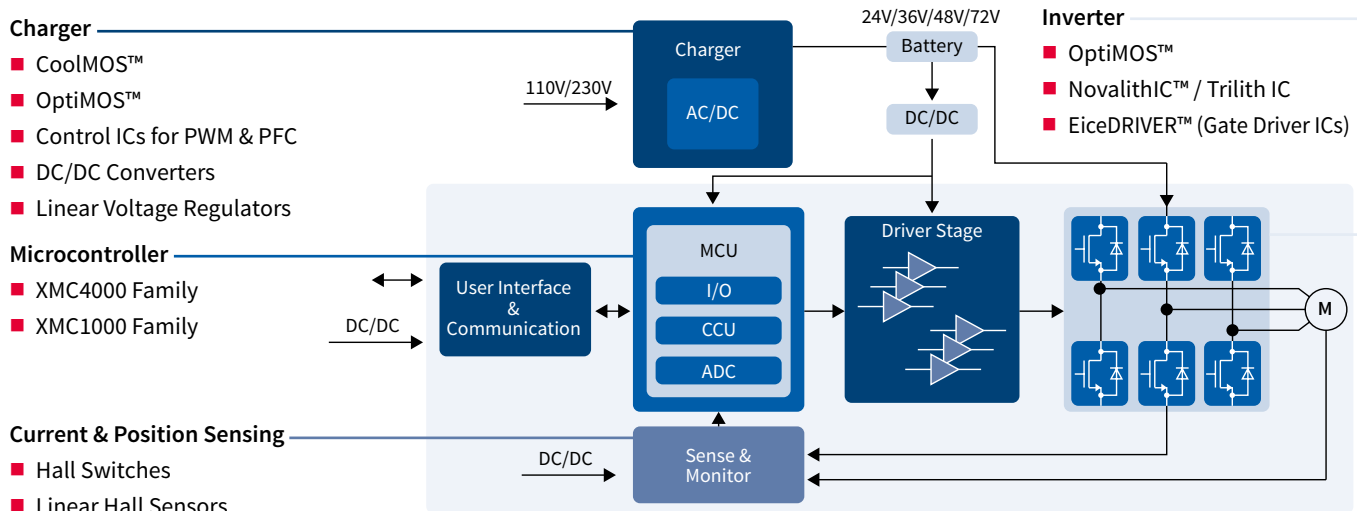 Charger
CoolMOS™
OptiMOS™
Control ICs for PWM & PFC
DC/DC Converters
Linear Voltage Regulators
Microcontroller
XMC4000 Family
XMC1000 Family
Current & Position Sensing
Hall Switches
Linear Hall Sensors
110V/230V
Charger
AC/DC
24V/36V/48V/72V
Battery
DC/DC
Inverter
OptiMOS™
NovalithIC™ / Trilith IC
EiceDRIVER™ (Gate Driver ICs)
DC/DC
User Interface
&
Communication
MCU
I/O
CCU
ADC
Driver Stage
M
DC/DC
Sense &
Monitor